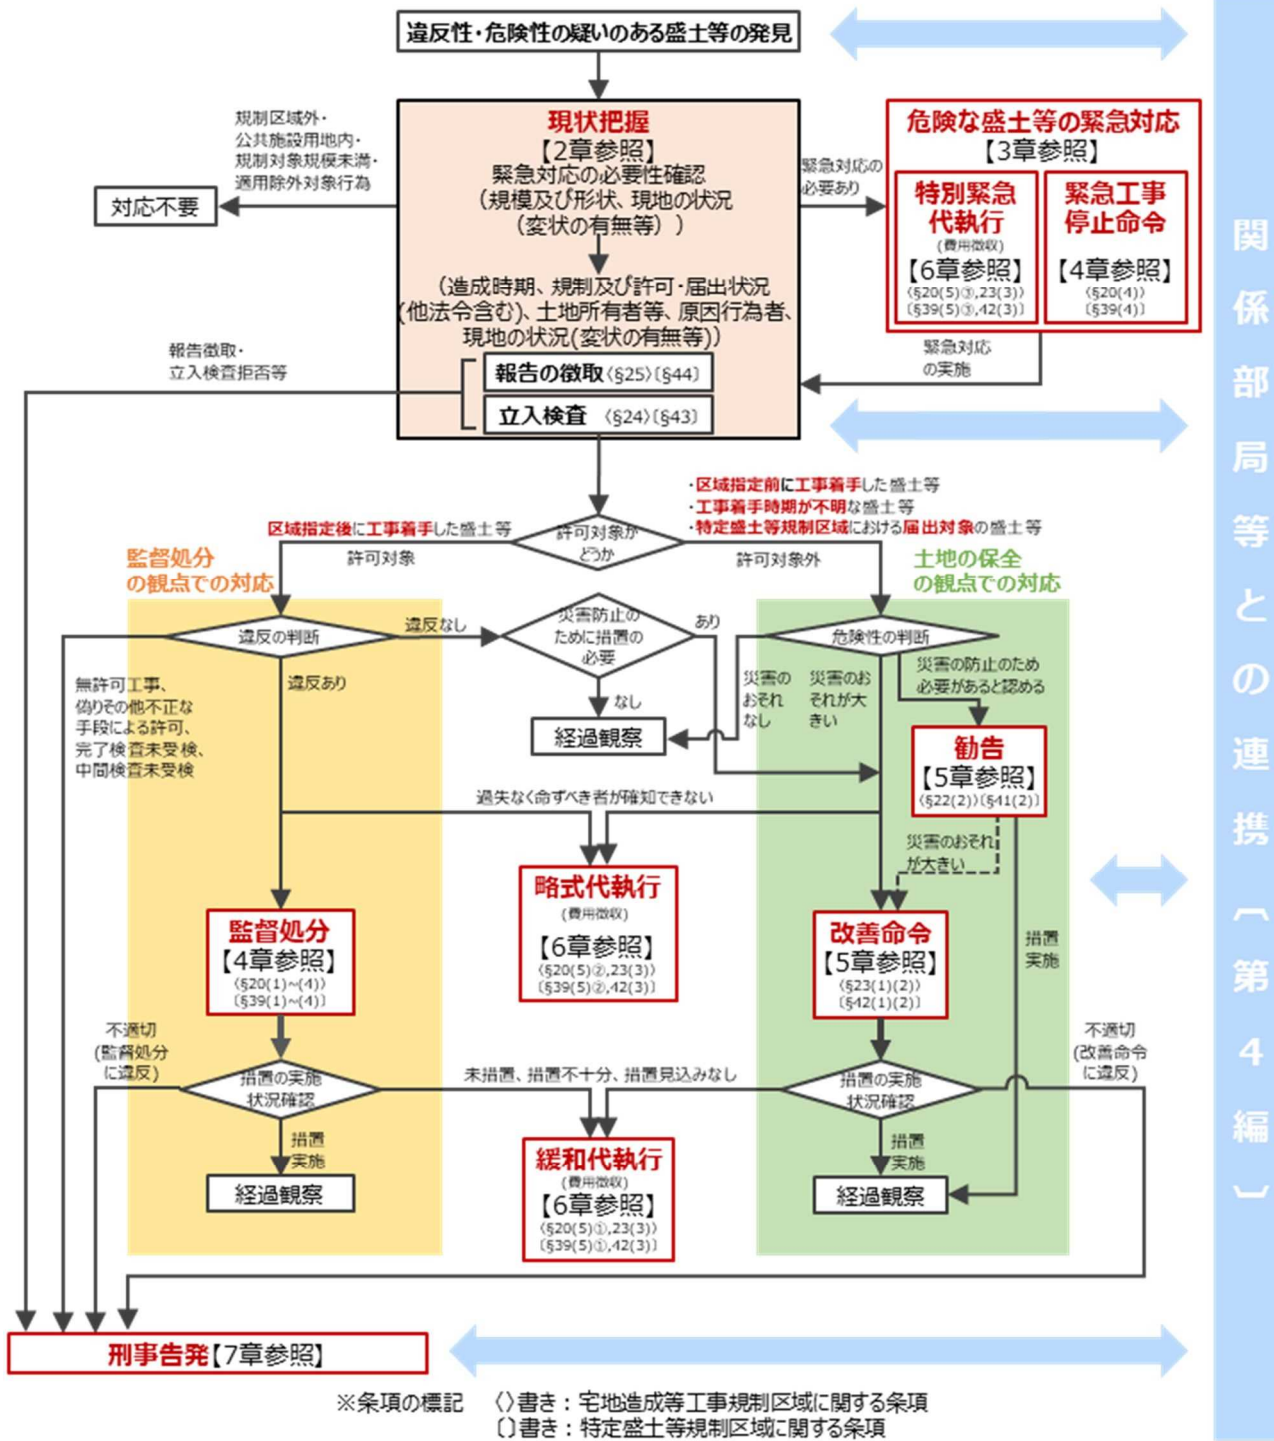 違反性・危険性の疑いのある盛土等の発見
現状把握
【2章参照】
緊急対応の必要性確認
（規模及び形状、現地の状況
（変状の有無等））
（造成時期、規制及び許可・届出状況
(他法令含む)、土地所有者等、原因行為者、
現地の状況(変状の有無等)）
報告の徴取〈§25〉〔§44〕
立入検査 〈§24〉〔§43〕
規制区域外・
公共施設用地内・
規制対象規模未満・
適用除外対象行為
対応不要
緊急対応の
必要あり
危険な盛土等の緊急対応
【3章参照】
特別緊急
代執行
(費用徴収)
【6章参照】
〈§20(5)③,23(3)〉
〔§39(5)③,42(3)〕
緊急工事
停止命令
【4章参照】
〈§20(4)〉
〔§39(4)〕
緊急対応
の実施
報告徴取・
立入検査拒否等
区域指定後に工事着手した盛土等
・区域指定前に工事着手した盛土等
・工事着手時期が不明な盛土等
・特定盛土等規制区域における届出対象の盛土等
許可対象が
どうか
許可対象
許可対象外
監督処分
の観点での対応
土地の保全
の観点での対応
違反の判断
違反なし
災害防止の
ために措置の
必要
あり
なし
経過観察
危険性の判断
違反あり
無許可工事、
偽りその他不正な
手段による許可、
完了検査未受検、
中間検査未受検
災害の
おそれ
なし
災害のお
それが大
きい
災害の防止のため
必要があると認める
勧告
【5章参照】
〈§22(2)〉〔§41(2)〕
過失なく命ずべき者が確知できない
災害のおそれ
が大きい
略式代執行
(費用徴収)
【6章参照】
〈§20(5)②,23(3)〉
〔§39(5)②,42(3)〕
監督処分
【4章参照】
〈§20(1)~(4)〉
〔§39(1)~(4)〕
改善命令
【5章参照】
〈§23(1)(2)〉
〔§42(1)(2)〕
措置
実施
不適切
(監督処分
に違反)
措置の実施
状況確認
未措置、措置不十分、措置見込みなし
措置の実施
状況確認
不適切
(改善命令
に違反)
措置
実施
経過観察
緩和代執行
(費用徴収)
【6章参照】
〈§20(5)①,23(3)〉
〔§39(5)①,42(3)〕
措置
実施
経過観察
刑事告発【7章参照】
関係部局等との連携〔第4編〕
※条項の標記 〈〉書き：宅地造成等工事規制区域に関する条項
〔〕書き：特定盛土等規制区域に関する条項